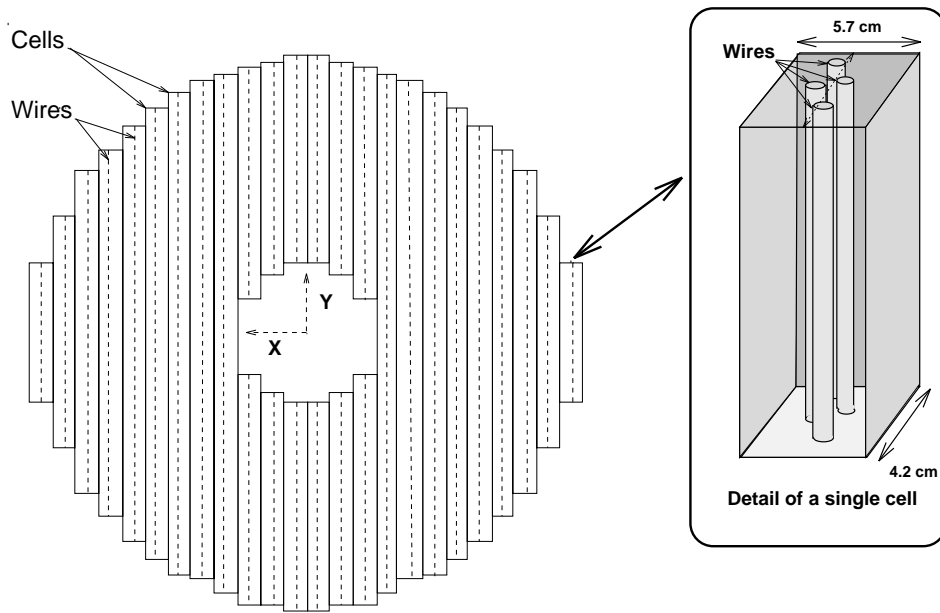 Cells
Wires
Y
X
5.7 cm
Wires
4.2 cm
Detail of a single cell